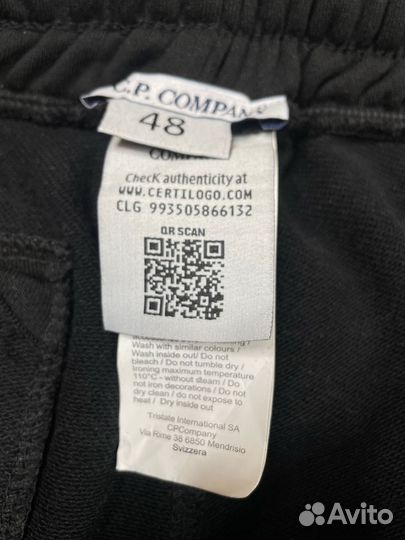 C.P. COMPANY
48
Check authenticity at
WWW.CERTILOGO.COM
CLG 993505866132
QR SCAN
Wash with similar colours /
Wash inside out/ Do not
bleach / Do not tumble dry /
Ironing maximum temperature
110°C - without steam / Do
not iron decorations / Do not
dry clean / do not expose to
heat / Dry inside out/
Tristate International SA
CPCompany
Via Rime 38 6850 Mendrisio
Svizzera
Avito